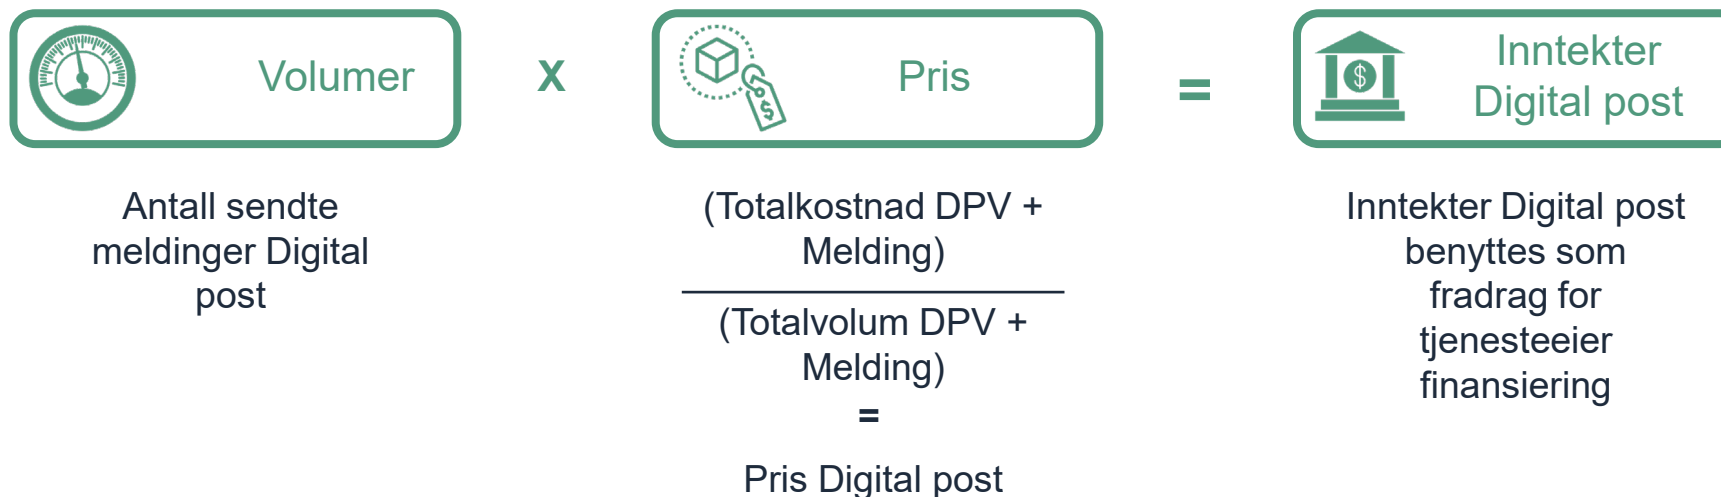 Volumer
x
Pris
=
Inntekter
Digital post
Antall sendte
meldinger Digital
post
(Totalkostnad DPV +
Melding)
(Totalvolum DPV +
Melding)
=
Pris Digital post
Inntekter Digital post
benyttes som
fradrag for
tjenesteeier
finansiering